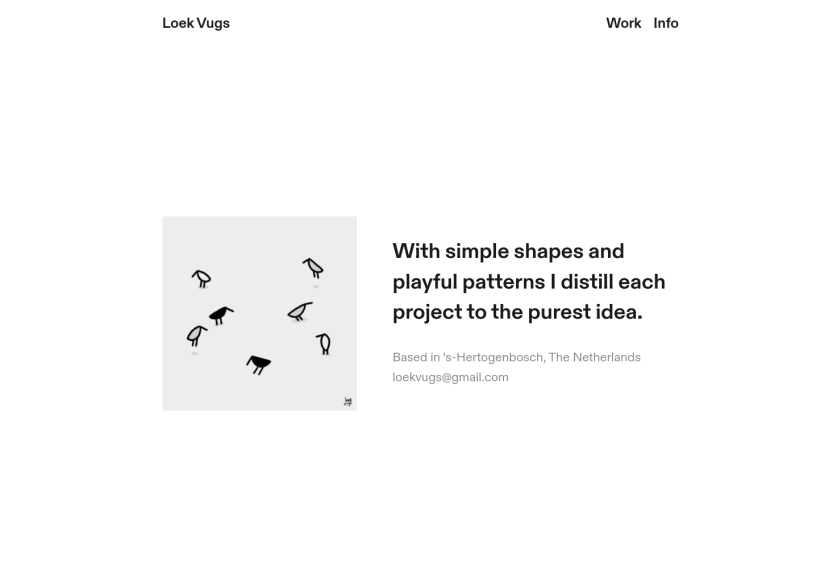 Loek Vugs
Work Info
With simple shapes and
playful patterns I distill each
project to the purest idea.
Based in ‘s-Hertogenbosch, The Netherlands
loekvugs@gmail.com